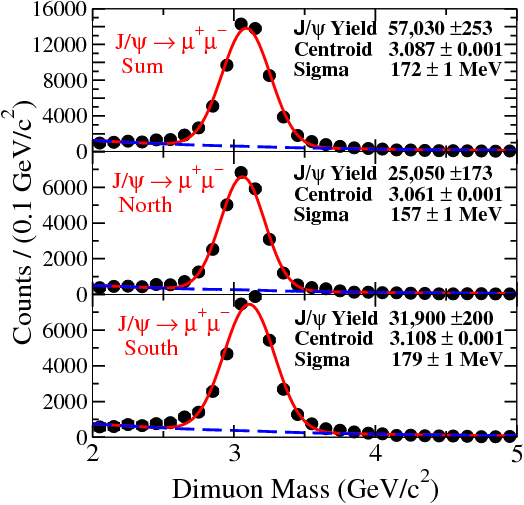 16000
12000
8000
4000
0
J/ψ → μ⁺μ⁻
Sum
J/ψ Yield 57,030 ±253
Centroid 3.087 ± 0.001
Sigma 172 ± 1 MeV
6000
4000
2000
0
J/ψ → μ⁺μ⁻
North
J/ψ Yield 25,050 ±173
Centroid 3.061 ± 0.001
Sigma 157 ± 1 MeV
6000
4000
2000
0
J/ψ → μ⁺μ⁻
South
J/ψ Yield 31,900 ±200
Centroid 3.108 ± 0.001
Sigma 179 ± 1 MeV
2 3 4 5
Counts / (0.1 GeV/c²)
Dimuon Mass (GeV/c²)